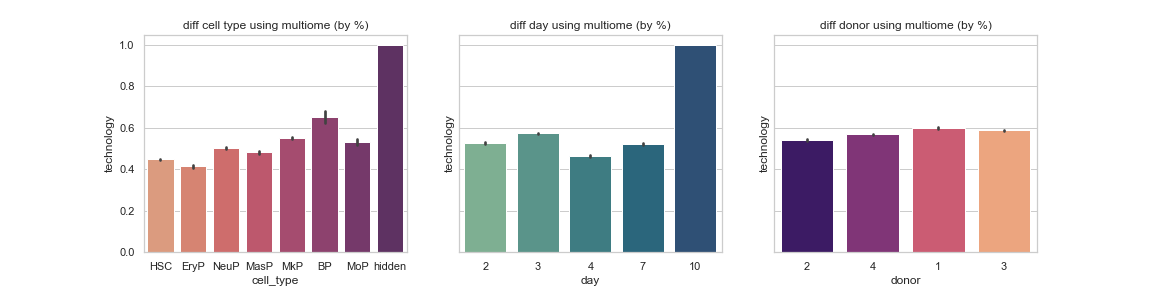 diff cell type using multiome (by %)
technology
1.0
0.8
0.6
0.4
0.2
0.0
HSC EryP NeuP MasP MkP BP MoP hidden
cell_type
diff day using multiome (by %)
technology
2 3 4 7 10
day
diff donor using multiome (by %)
technology
2 4 1 3
donor